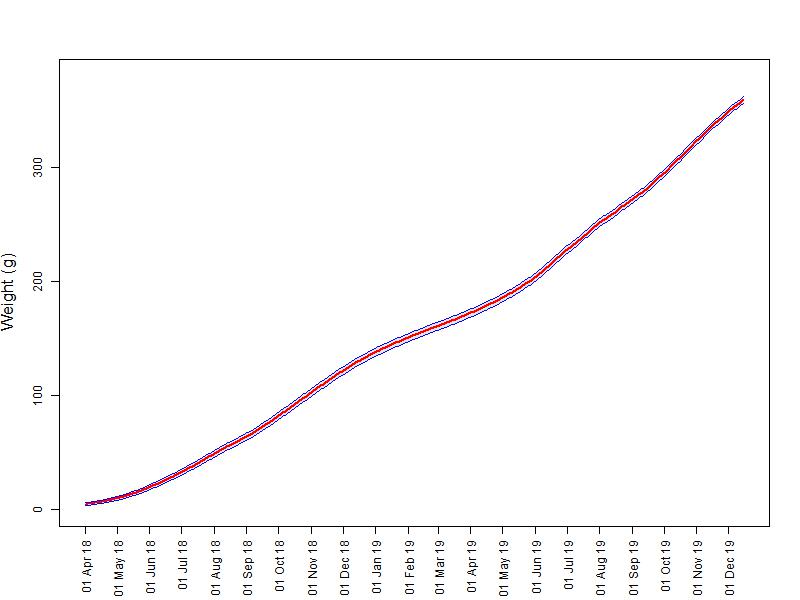 Weight (g)
300
200
100
0
01 Apr 18
01 May 18
01 Jun 18
01 Jul 18
01 Aug 18
01 Sep 18
01 Oct 18
01 Nov 18
01 Dec 18
01 Jan 19
01 Feb 19
01 Mar 19
01 Apr 19
01 May 19
01 Jun 19
01 Jul 19
01 Aug 19
01 Sep 19
01 Oct 19
01 Nov 19
01 Dec 19